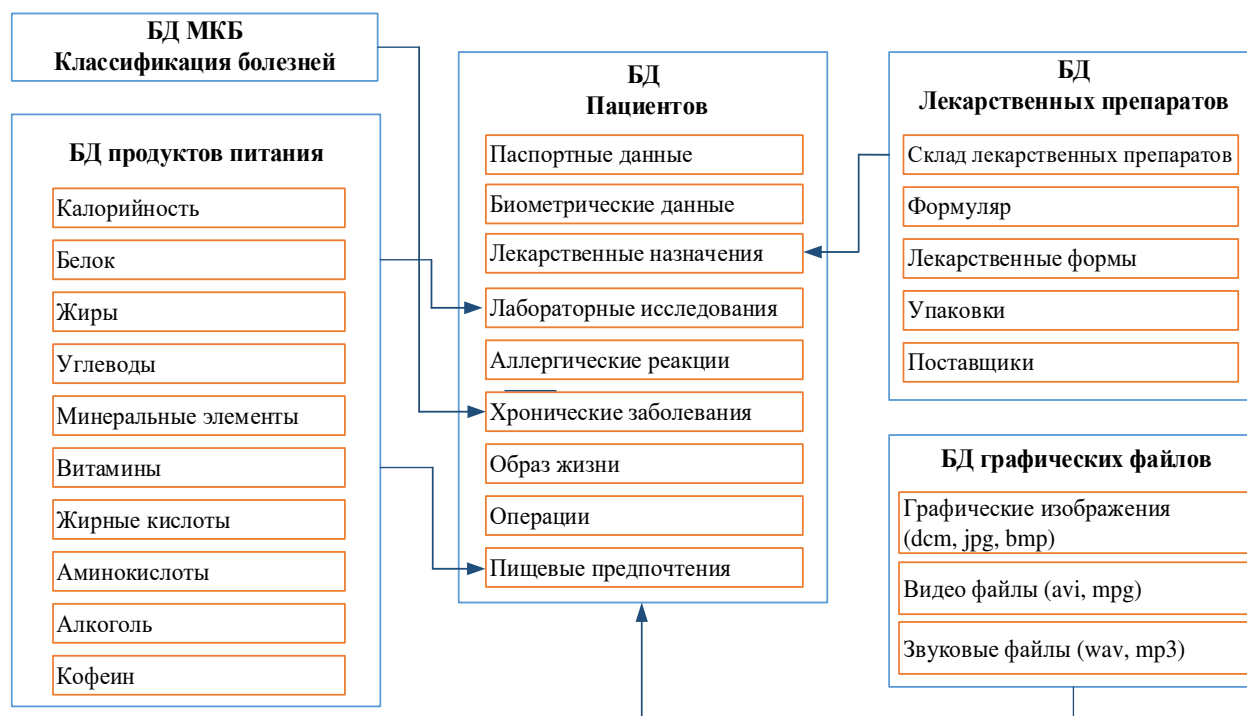 БД МКБ
Классификация болезней
БД продуктов питания
Калорийность
Белок
Жиры
Углеводы
Минеральные элементы
Витамины
Жирные кислоты
Аминокислоты
Алкоголь
Кофеин
БД
Пациентов
Паспортные данные
Биометрические данные
Лекарственные назначения
Лабораторные исследования
Аллергические реакции
Хронические заболевания
Образ жизни
Операции
Пищевые предпочтения
БД
Лекарственных препаратов
Склад лекарственных препаратов
Формуляр
Лекарственные формы
Упаковки
Поставщики
БД графических файлов
Графические изображения
(dcm, jpg, bmp)
Видео файлы (avi, mpg)
Звуковые файлы (wav, mp3)